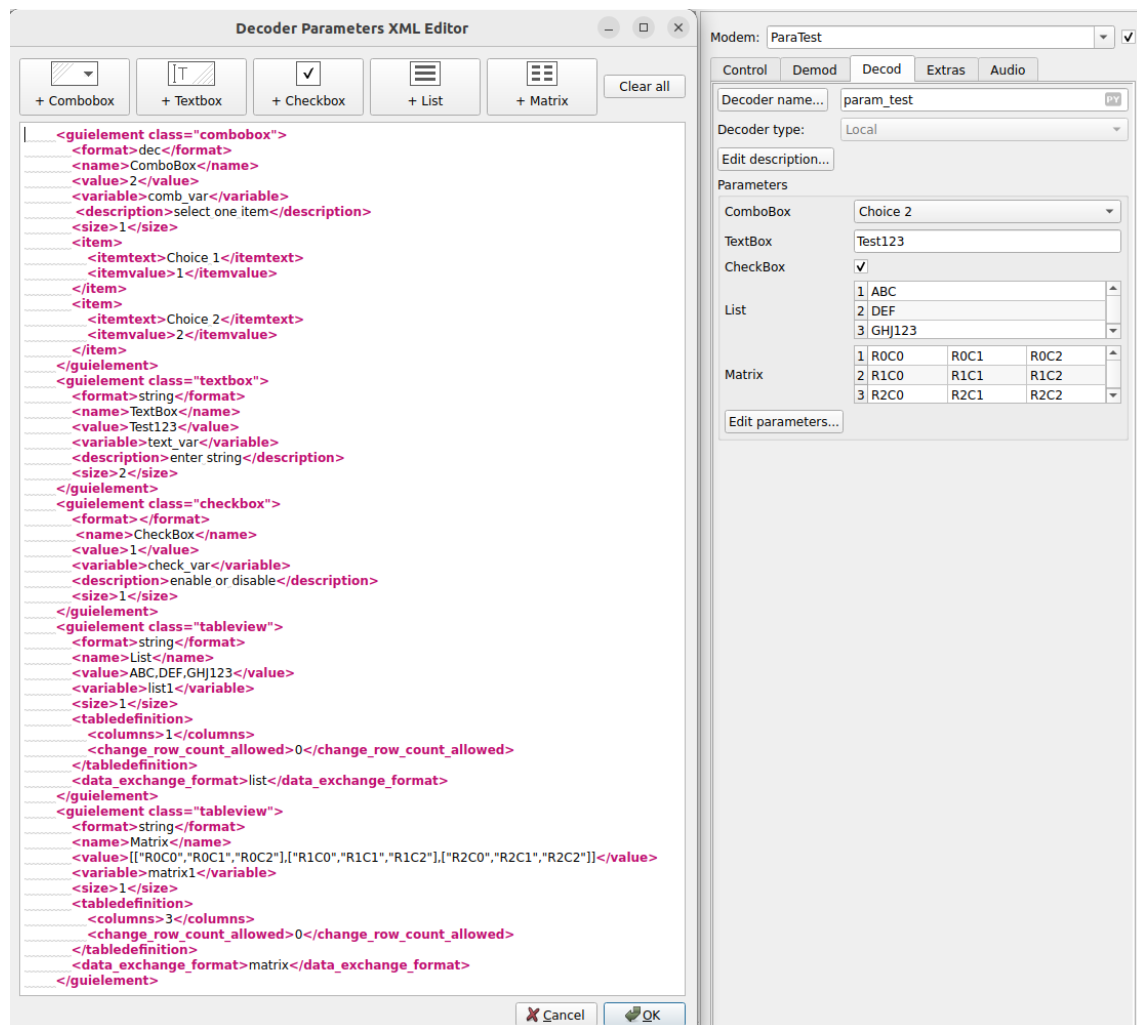 Decoder Parameters XML Editor
+ Combobox
+ Textbox
+ Checkbox
+ List
+ Matrix
Clear all
<guielement class="combobox">
<format>dec</format>
<name>ComboBox</name>
<value>2</value>
<variable>comb_var</variable>
<description>select one item</description>
<size>1</size>
<item>
<itemtext>Choice 1</itemtext>
<itemvalue>1</itemvalue>
</item>
<item>
<itemtext>Choice 2</itemtext>
<itemvalue>2</itemvalue>
</item>
</guielement>
<guielement class="textbox">
<format>string</format>
<name>TextBox</name>
<value>Test123</value>
<variable>text_var</variable>
<description>enter string</description>
<size>2</size>
</guielement>
<guielement class="checkbox">
<format></format>
<name>CheckBox</name>
<value>1</value>
<variable>check_var</variable>
<description>enable or disable</description>
<size>1</size>
</guielement>
<guielement class="tableview">
<format>string</format>
<name>List</name>
<value>ABC,DEF,GHJ123</value>
<variable>list1</variable>
<size>1</size>
<tabledefinition>
<columns>1</columns>
<change_row_count_allowed>0</change_row_count_allowed>
</tabledefinition>
<data_exchange_format>list</data_exchange_format>
</guielement>
<guielement class="tableview">
<format>string</format>
<name>Matrix</name>
<value>[["R0C0","R0C1","R0C2"],["R1C0","R1C1","R1C2"],["R2C0","R2C1","R2C2"]]</value>
<variable>matrix1</variable>
<size>1</size>
<tabledefinition>
<columns>3</columns>
<change_row_count_allowed>0</change_row_count_allowed>
</tabledefinition>
<data_exchange_format>matrix</data_exchange_format>
</guielement>
Cancel
OK
Modem: ParaTest
Control Demod Decod Extras Audio
Decoder name... param_test PY
Decoder type: Local
Edit description...
Parameters
ComboBox Choice 2
TextBox Test123
CheckBox
List
1 ABC
2 DEF
3 GHJ123
Matrix
1 R0C0 R0C1 R0C2
2 R1C0 R1C1 R1C2
3 R2C0 R2C1 R2C2
Edit parameters...